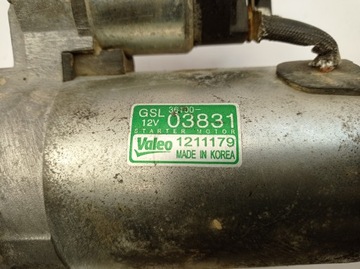 GSL 36100-
12V 03831
STARTER MOTOR
Valeo 1211179
MADE IN KOREA